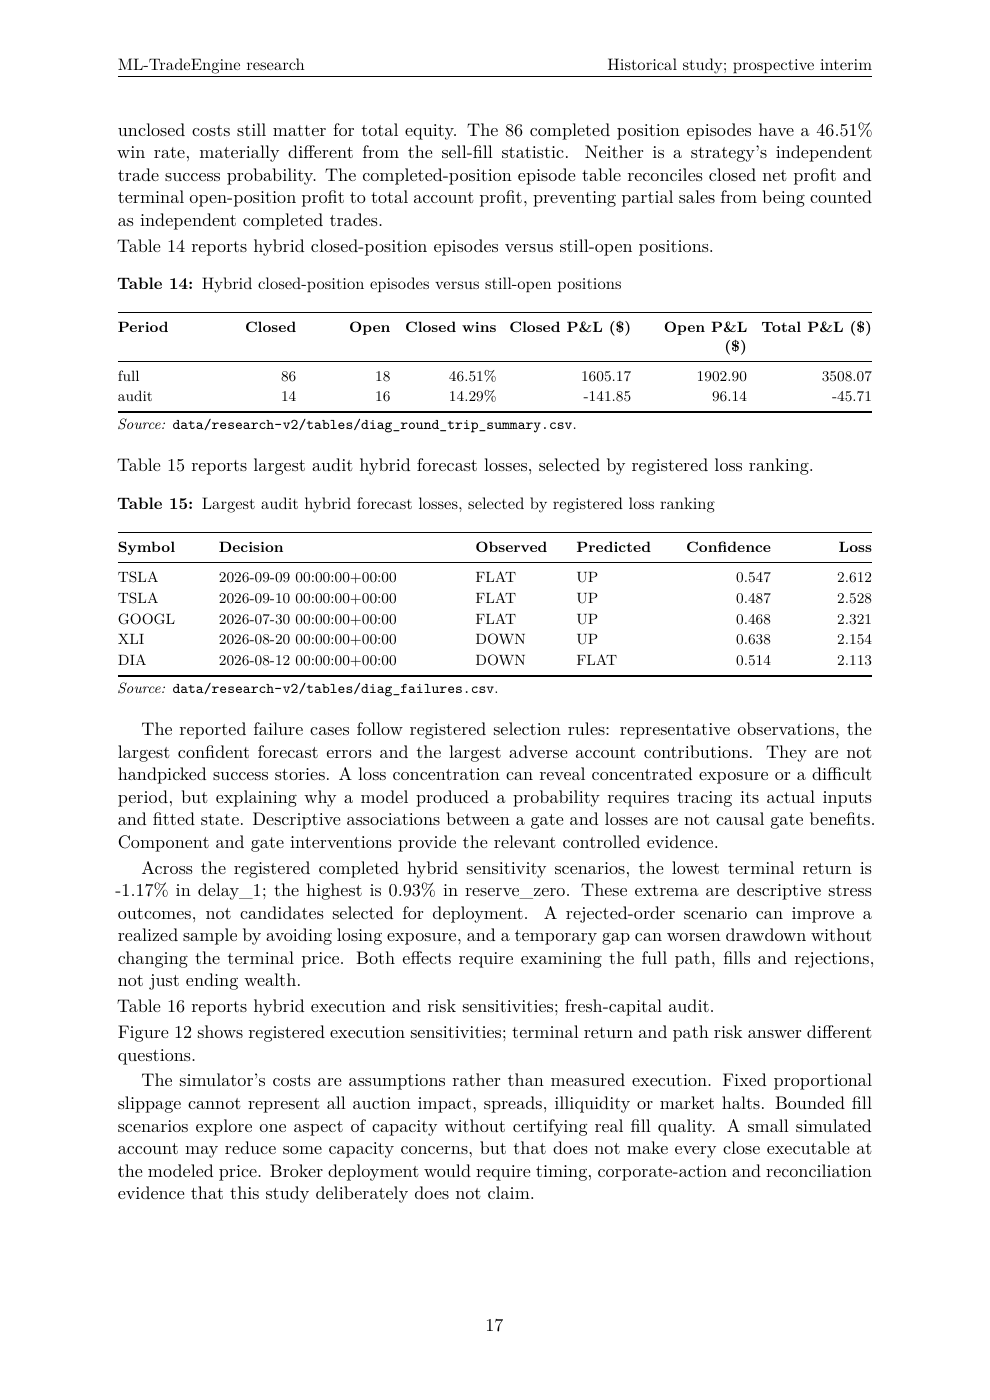 ML-TradeEngine research
Historical study; prospective interim
unclosed costs still matter for total equity. The 86 completed position episodes have a 46.51%
win rate, materially different from the sell-fill statistic. Neither is a strategy's independent
trade success probability. The completed-position episode table reconciles closed net profit and
terminal open-position profit to total account profit, preventing partial sales from being counted
as independent completed trades.
Table 14 reports hybrid closed-position episodes versus still-open positions.
Table 14: Hybrid closed-position episodes versus still-open positions
Period Closed Open Closed wins Closed P&L ($) Open P&L ($) Total P&L ($)
full 86 18 46.51% 1605.17 1902.90 3508.07
audit 14 16 14.29% -141.85 96.14 -45.71
Source: data/research-v2/tables/diag_round_trip_summary.csv.
Table 15 reports largest audit hybrid forecast losses, selected by registered loss ranking.
Table 15: Largest audit hybrid forecast losses, selected by registered loss ranking
Symbol Decision Observed Predicted Confidence Loss
TSLA 2026-09-09 00:00:00+00:00 FLAT UP 0.547 2.612
TSLA 2026-09-10 00:00:00+00:00 FLAT UP 0.487 2.528
GOOGL 2026-07-30 00:00:00+00:00 FLAT UP 0.468 2.321
XLI 2026-08-20 00:00:00+00:00 DOWN UP 0.638 2.154
DIA 2026-08-12 00:00:00+00:00 DOWN FLAT 0.514 2.113
Source: data/research-v2/tables/diag_failures.csv.
The reported failure cases follow registered selection rules: representative observations, the
largest confident forecast errors and the largest adverse account contributions. They are not
handpicked success stories. A loss concentration can reveal concentrated exposure or a difficult
period, but explaining why a model produced a probability requires tracing its actual inputs
and fitted state. Descriptive associations between a gate and losses are not causal gate benefits.
Component and gate interventions provide the relevant controlled evidence.
Across the registered completed hybrid sensitivity scenarios, the lowest terminal return is
-1.17% in delay_1; the highest is 0.93% in reserve_zero. These extrema are descriptive stress
outcomes, not candidates selected for deployment. A rejected-order scenario can improve a
realized sample by avoiding losing exposure, and a temporary gap can worsen drawdown without
changing the terminal price. Both effects require examining the full path, fills and rejections,
not just ending wealth.
Table 16 reports hybrid execution and risk sensitivities; fresh-capital audit.
Figure 12 shows registered execution sensitivities; terminal return and path risk answer different
questions.
The simulator's costs are assumptions rather than measured execution. Fixed proportional
slippage cannot represent all auction impact, spreads, illiquidity or market halts. Bounded fill
scenarios explore one aspect of capacity without certifying real fill quality. A small simulated
account may reduce some capacity concerns, but that does not make every close executable at
the modeled price. Broker deployment would require timing, corporate-action and reconciliation
evidence that this study deliberately does not claim.
17